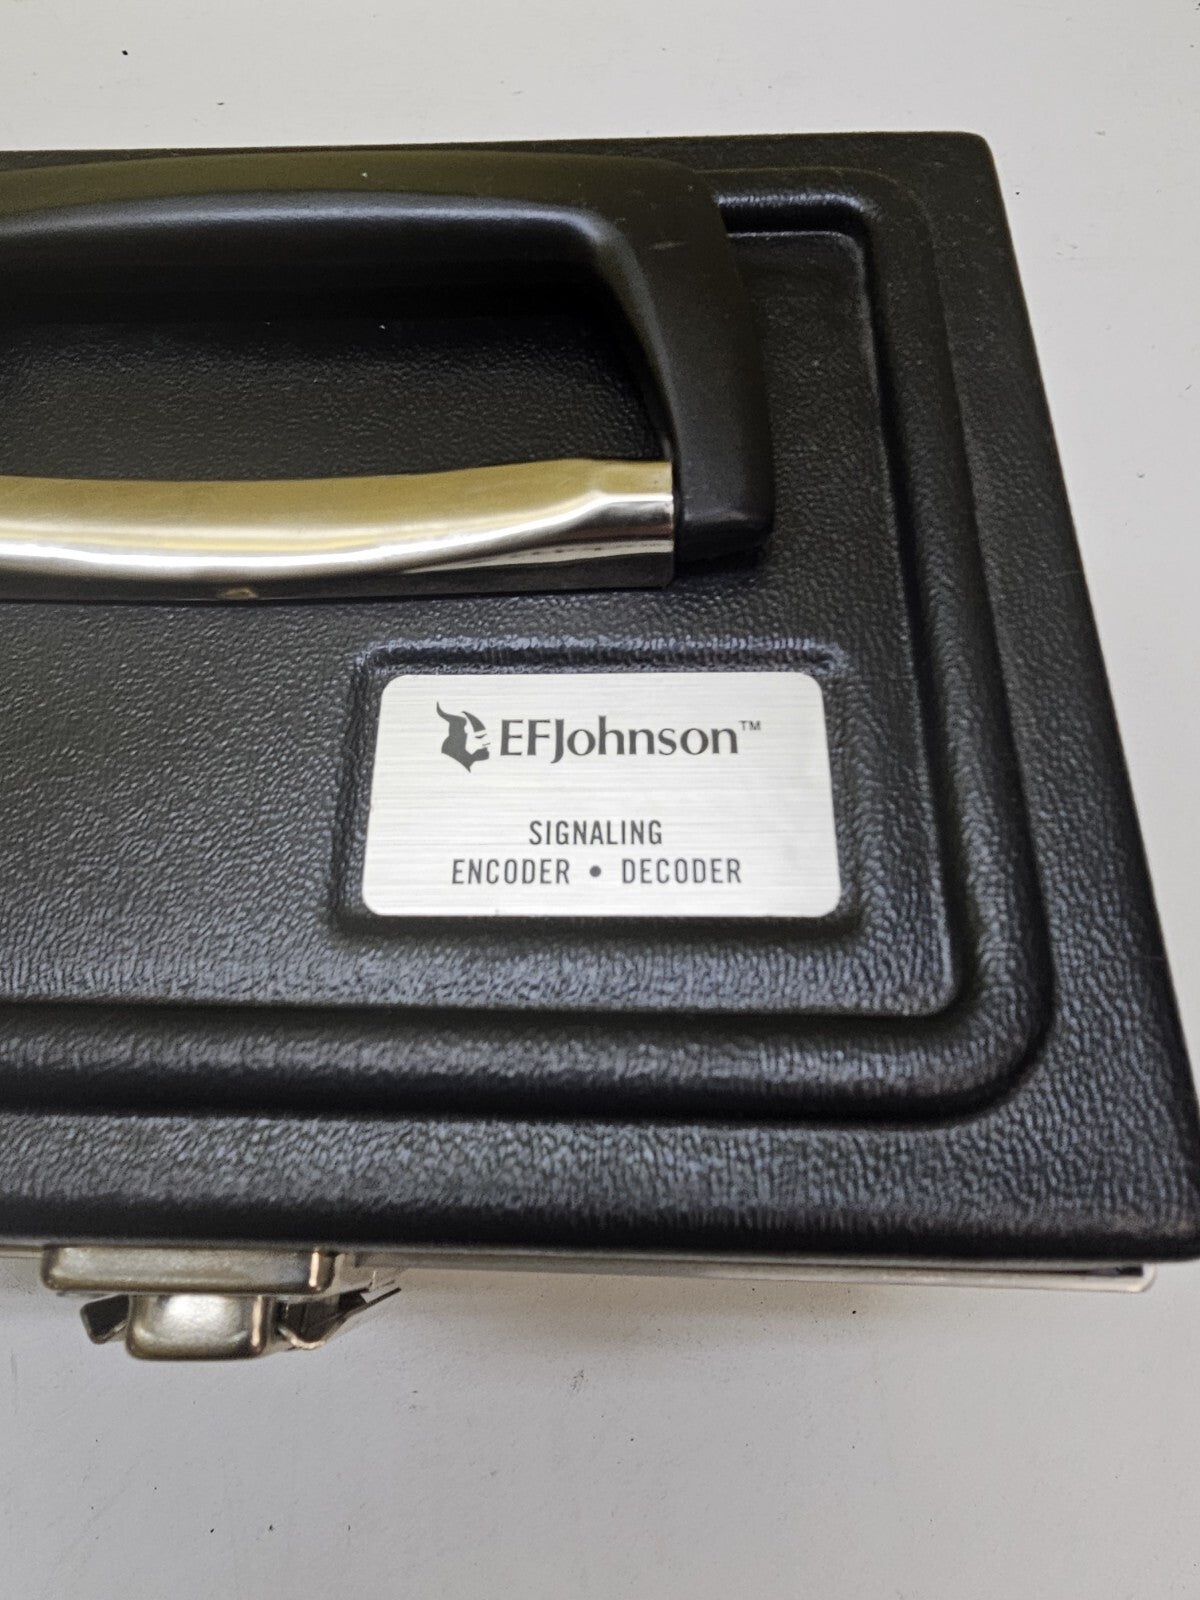 EFJohnson™
SIGNALING
ENCODER • DECODER